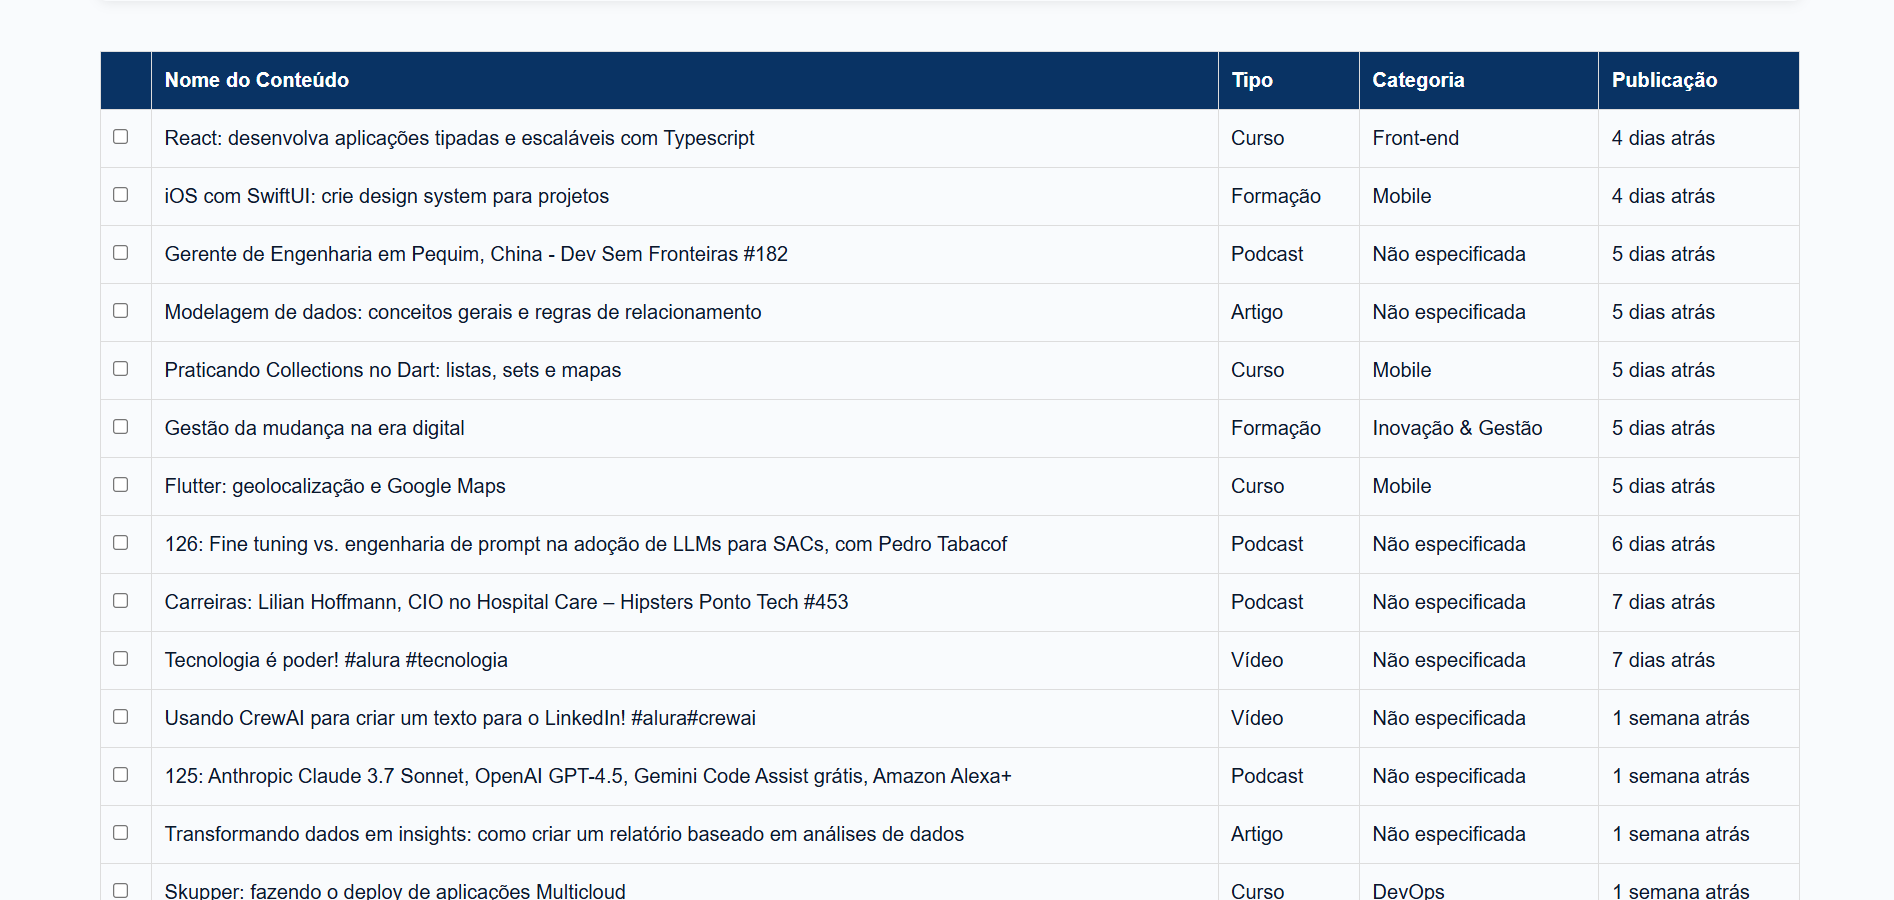 Nome do Conteúdo Tipo Categoria Publicação
React: desenvolva aplicações tipadas e escaláveis com Typescript Curso Front-end 4 dias atrás
iOS com SwiftUI: crie design system para projetos Formação Mobile 4 dias atrás
Gerente de Engenharia em Pequim, China - Dev Sem Fronteiras #182 Podcast Não especificada 5 dias atrás
Modelagem de dados: conceitos gerais e regras de relacionamento Artigo Não especificada 5 dias atrás
Praticando Collections no Dart: listas, sets e mapas Curso Mobile 5 dias atrás
Gestão da mudança na era digital Formação Inovação & Gestão 5 dias atrás
Flutter: geolocalização e Google Maps Curso Mobile 5 dias atrás
126: Fine tuning vs. engenharia de prompt na adoção de LLMs para SACs, com Pedro Tabacof Podcast Não especificada 6 dias atrás
Carreiras: Lilian Hoffmann, CIO no Hospital Care – Hipsters Ponto Tech #453 Podcast Não especificada 7 dias atrás
Tecnologia é poder! #alura #tecnologia Vídeo Não especificada 7 dias atrás
Usando CrewAI para criar um texto para o LinkedIn! #alura#crewai Vídeo Não especificada 1 semana atrás
125: Anthropic Claude 3.7 Sonnet, OpenAI GPT-4.5, Gemini Code Assist grátis, Amazon Alexa+ Podcast Não especificada 1 semana atrás
Transformando dados em insights: como criar um relatório baseado em análises de dados Artigo Não especificada 1 semana atrás
Skupper: fazendo o deploy de aplicações Multicloud Curso DevOps 1 semana atrás